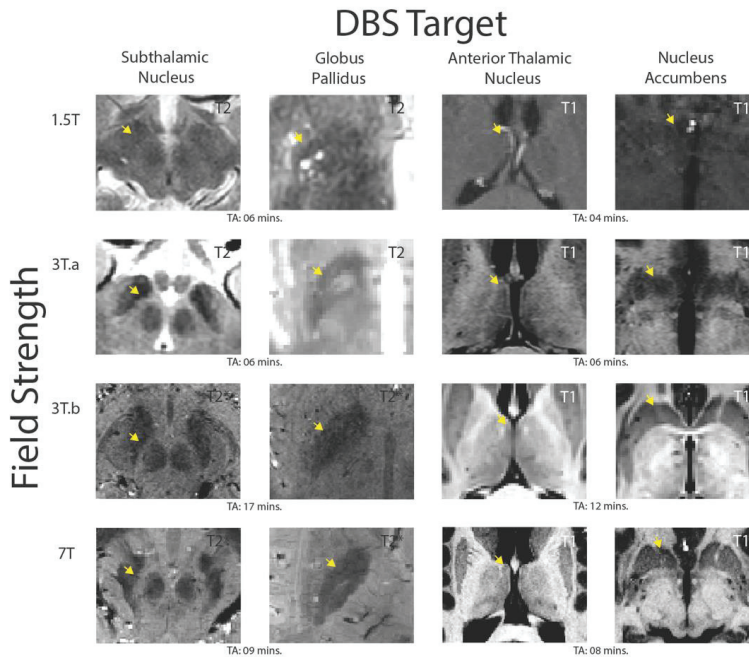 DBS Target
Subthalamic Nucleus
Globus Pallidus
Anterior Thalamic Nucleus
Nucleus Accumbens
Field Strength
1.5T
T2
T2
T1
T1
TA: 06 mins.
TA: 04 mins.
3T.a
T2
T2
T1
T1
TA: 06 mins.
TA: 06 mins.
3T.b
T2*
T2*
T1
T1
TA: 17 mins.
TA: 12 mins.
7T
T2*
T2*
T1
T1
TA: 09 mins.
TA: 08 mins.